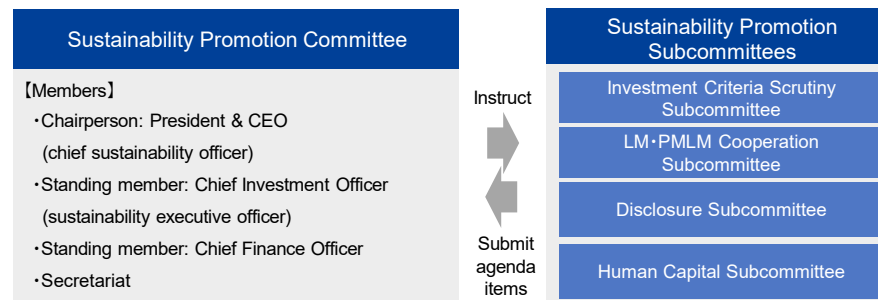 Sustainability Promotion Committee
【Members】
・Chairperson: President & CEO
(chief sustainability officer)
・Standing member: Chief Investment Officer
(sustainability executive officer)
・Standing member: Chief Finance Officer
・Secretariat
Instruct
Submit
agenda
items
Sustainability Promotion
Subcommittees
Investment Criteria Scrutiny
Subcommittee
LM・PMLM Cooperation
Subcommittee
Disclosure Subcommittee
Human Capital Subcommittee